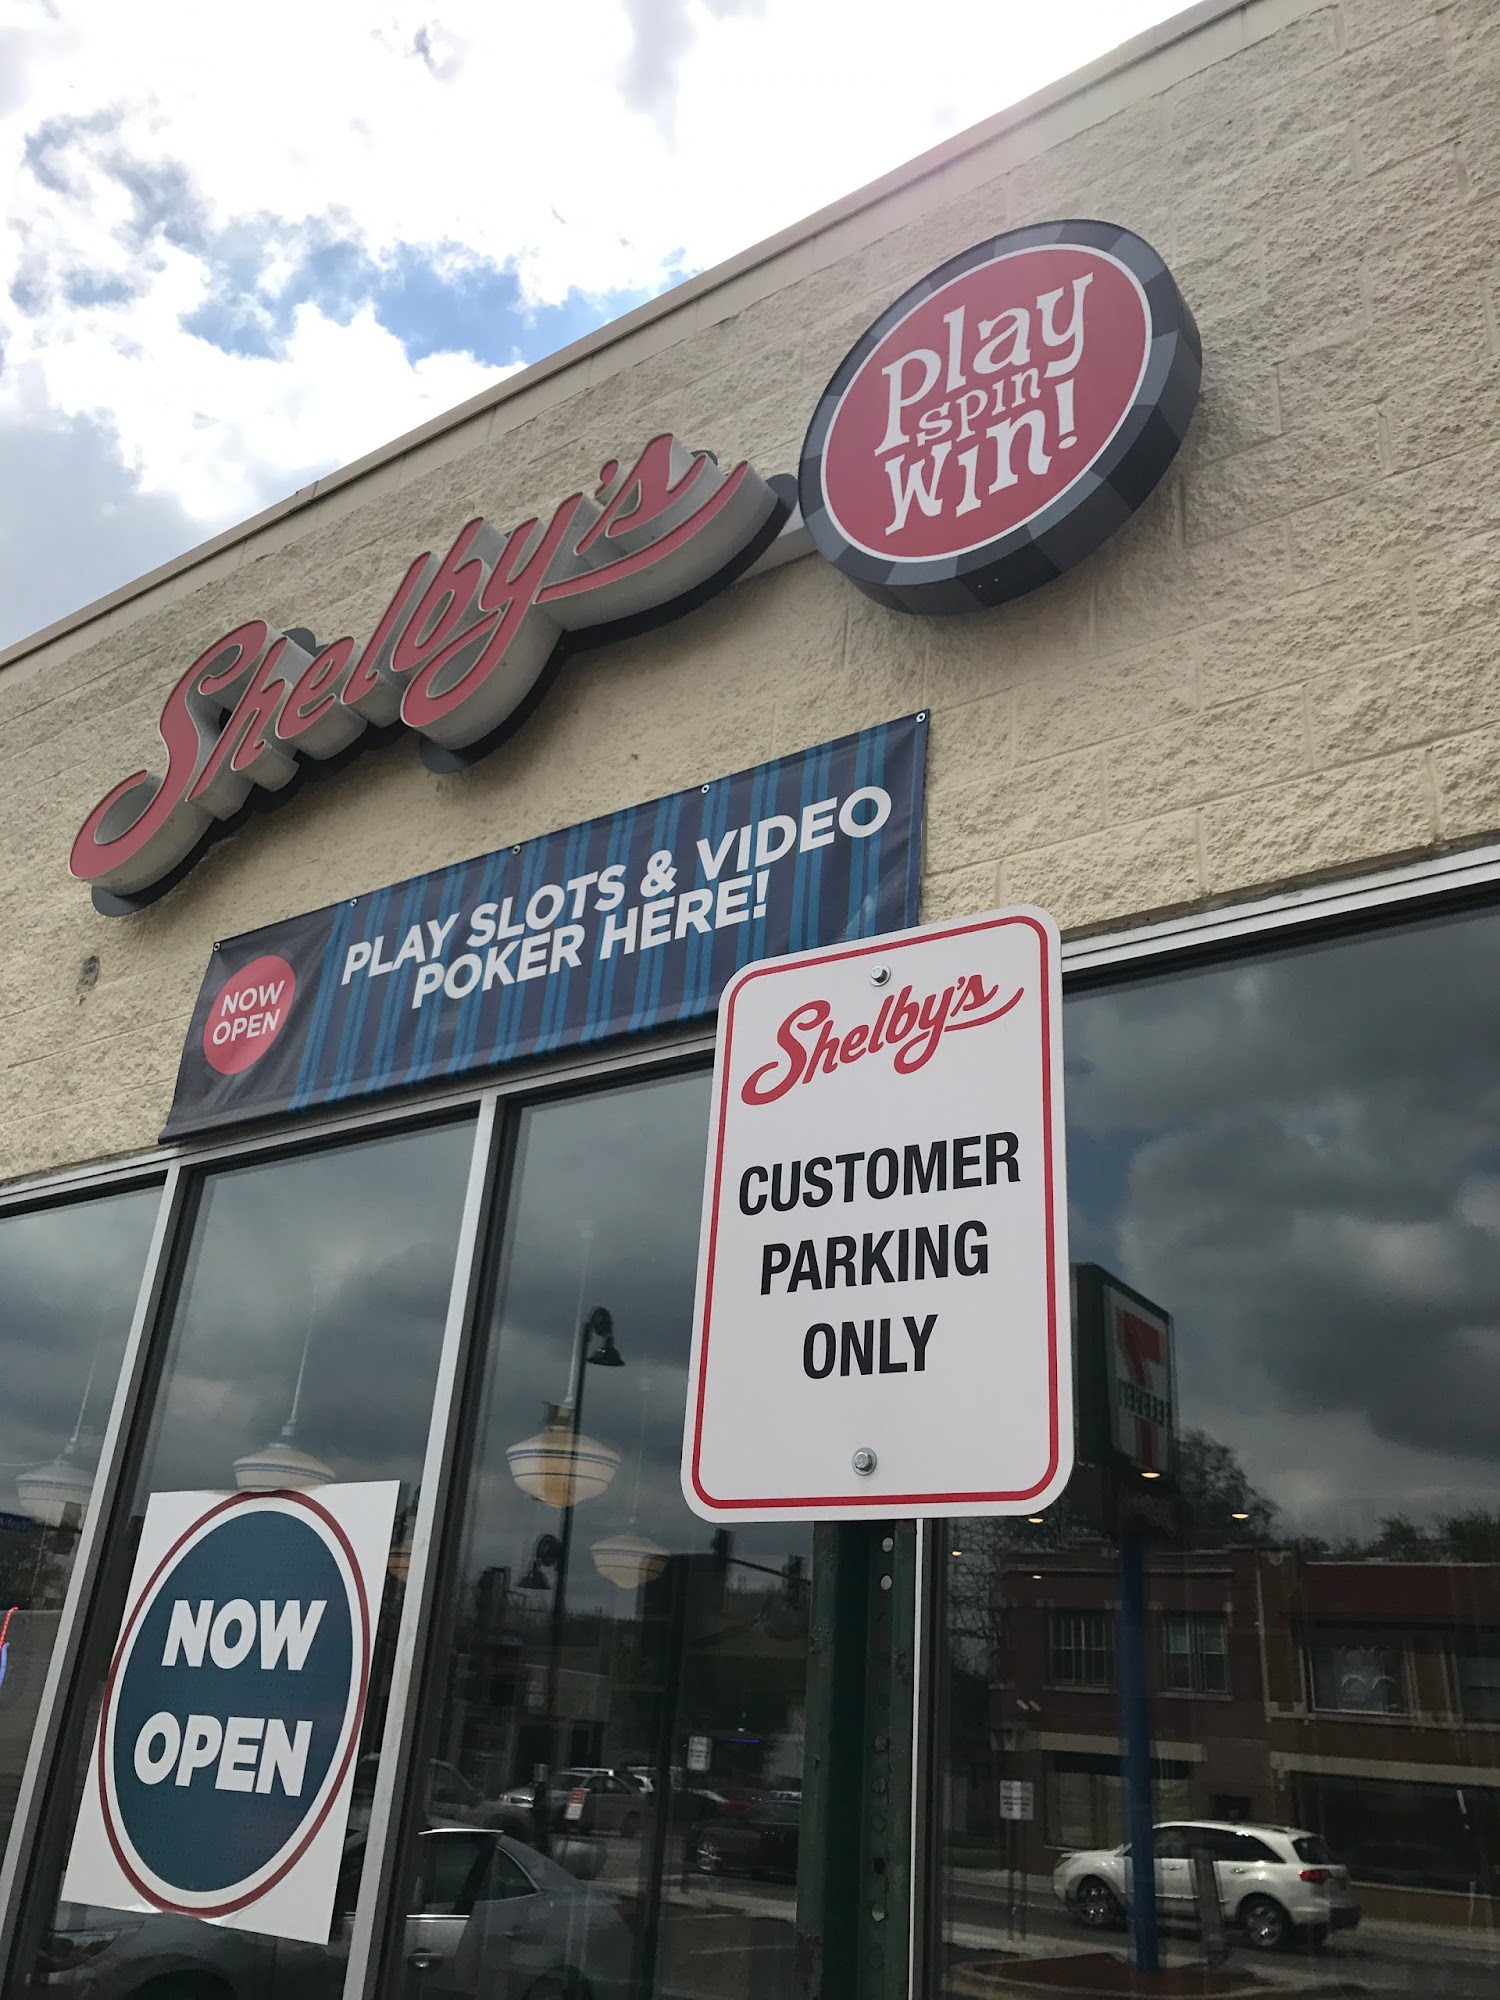 Play
Spin
Win!
Shelby's
NOW
OPEN
PLAY SLOTS & VIDEO
POKER HERE!
Shelby's
CUSTOMER
PARKING
ONLY
NOW
OPEN